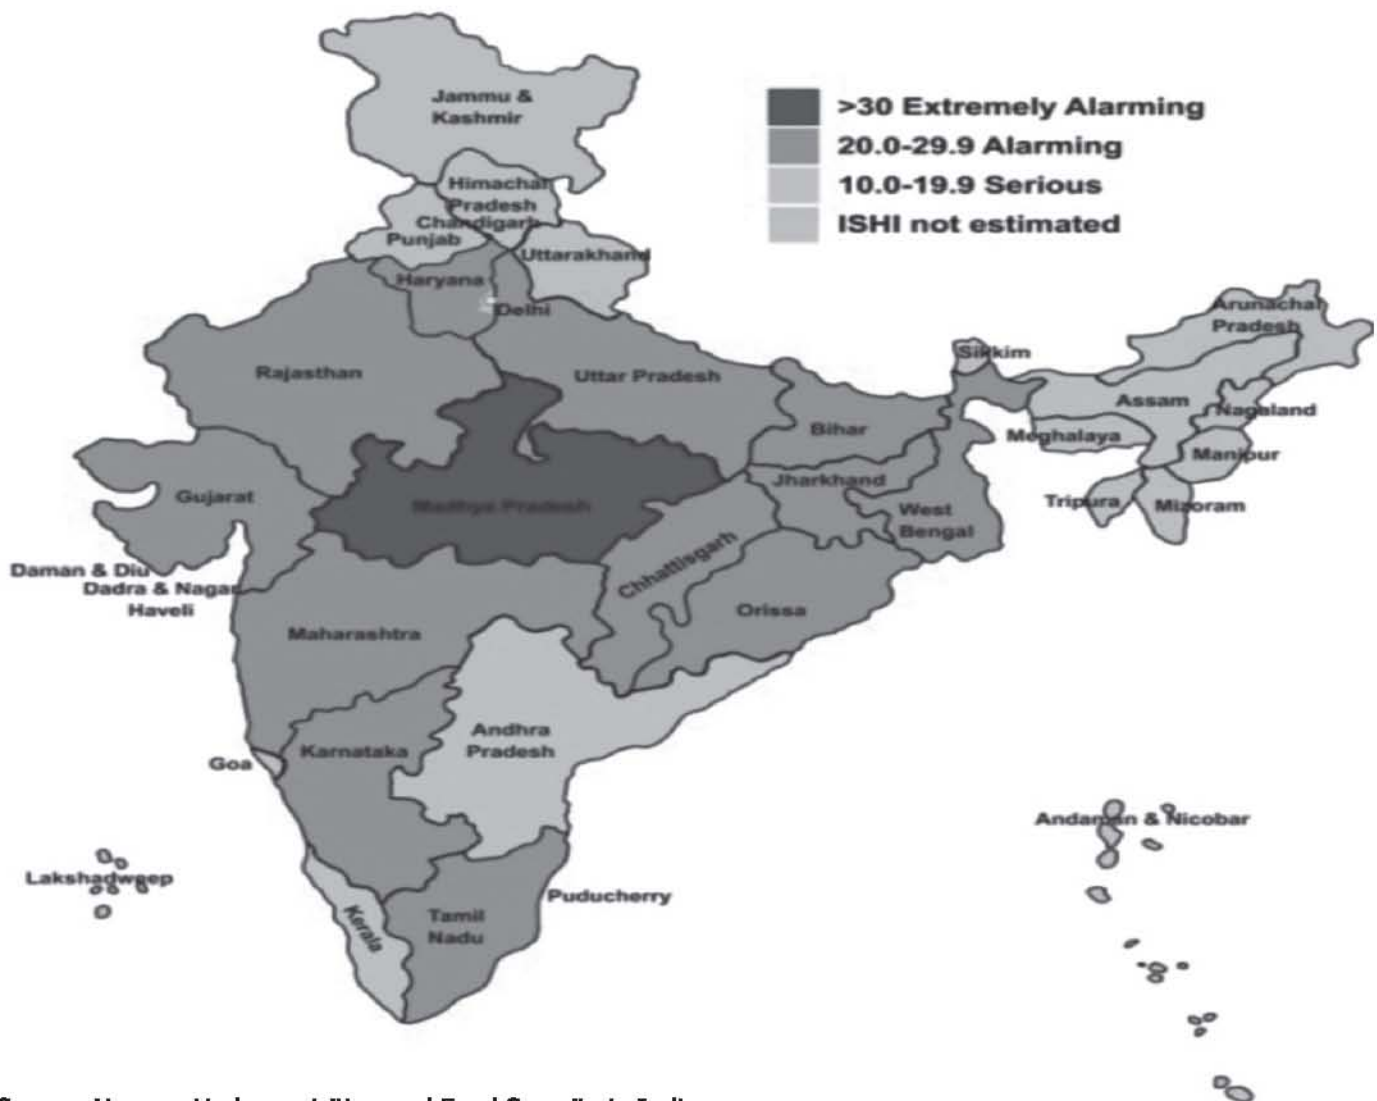 Jammu &
Kashmir
>30 Extremely Alarming
20.0-29.9 Alarming
10.0-19.9 Serious
ISHI not estimated
Himachal
Pradesh
Chandigarh
Punjab
Uttarakhand
Haryana
Delhi
Arunachal
Pradesh
Sikkim
Rajasthan
Uttar Pradesh
Assam
Nagaland
Bihar
Meghalaya
Manipur
Jharkhand
Gujarat
Madhya Pradesh
West
Bengal
Tripura
Mizoram
Chhattisgarh
Daman & Diu
Dadra & Nagar
Haveli
Orissa
Maharashtra
Andhra
Pradesh
Karnataka
Goa
Andaman & Nicobar
Lakshadweep
Puducherry
Kerala
Tamil
Nadu